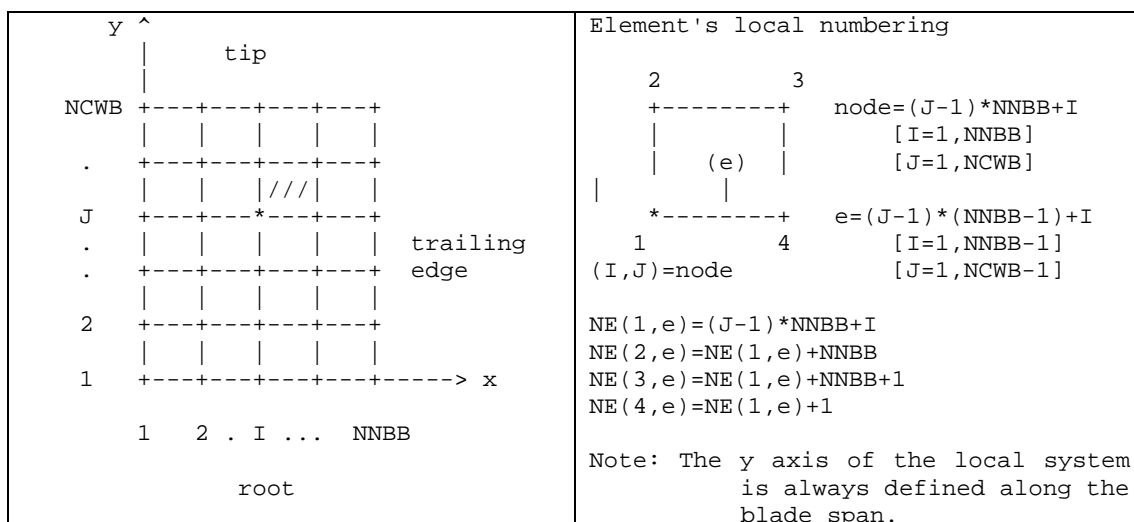 y ^
| tip
|
NCWB +---+---+---+---+
| | | | |
. +---+---+---+---+
| | |///| |
J +---+---*---+---+
. | | | | | trailing
. +---+---+---+---+ edge
| | | | |
2 +---+---+---+---+
| | | | |
1 +---+---+---+---+-----> x
1 2 . I ... NNBB
root
Element's local numbering
2 3
+--------+ node=(J-1)*NNBB+I
| | [I=1,NNBB]
| (e) | [J=1,NCWB]
| |
*--------+ e=(J-1)*(NNBB-1)+I
1 4 [I=1,NNBB-1]
(I,J)=node [J=1,NCWB-1]
NE(1,e)=(J-1)*NNBB+I
NE(2,e)=NE(1,e)+NNBB
NE(3,e)=NE(1,e)+NNBB+1
NE(4,e)=NE(1,e)+1
Note: The y axis of the local system
is always defined along the
blade span.